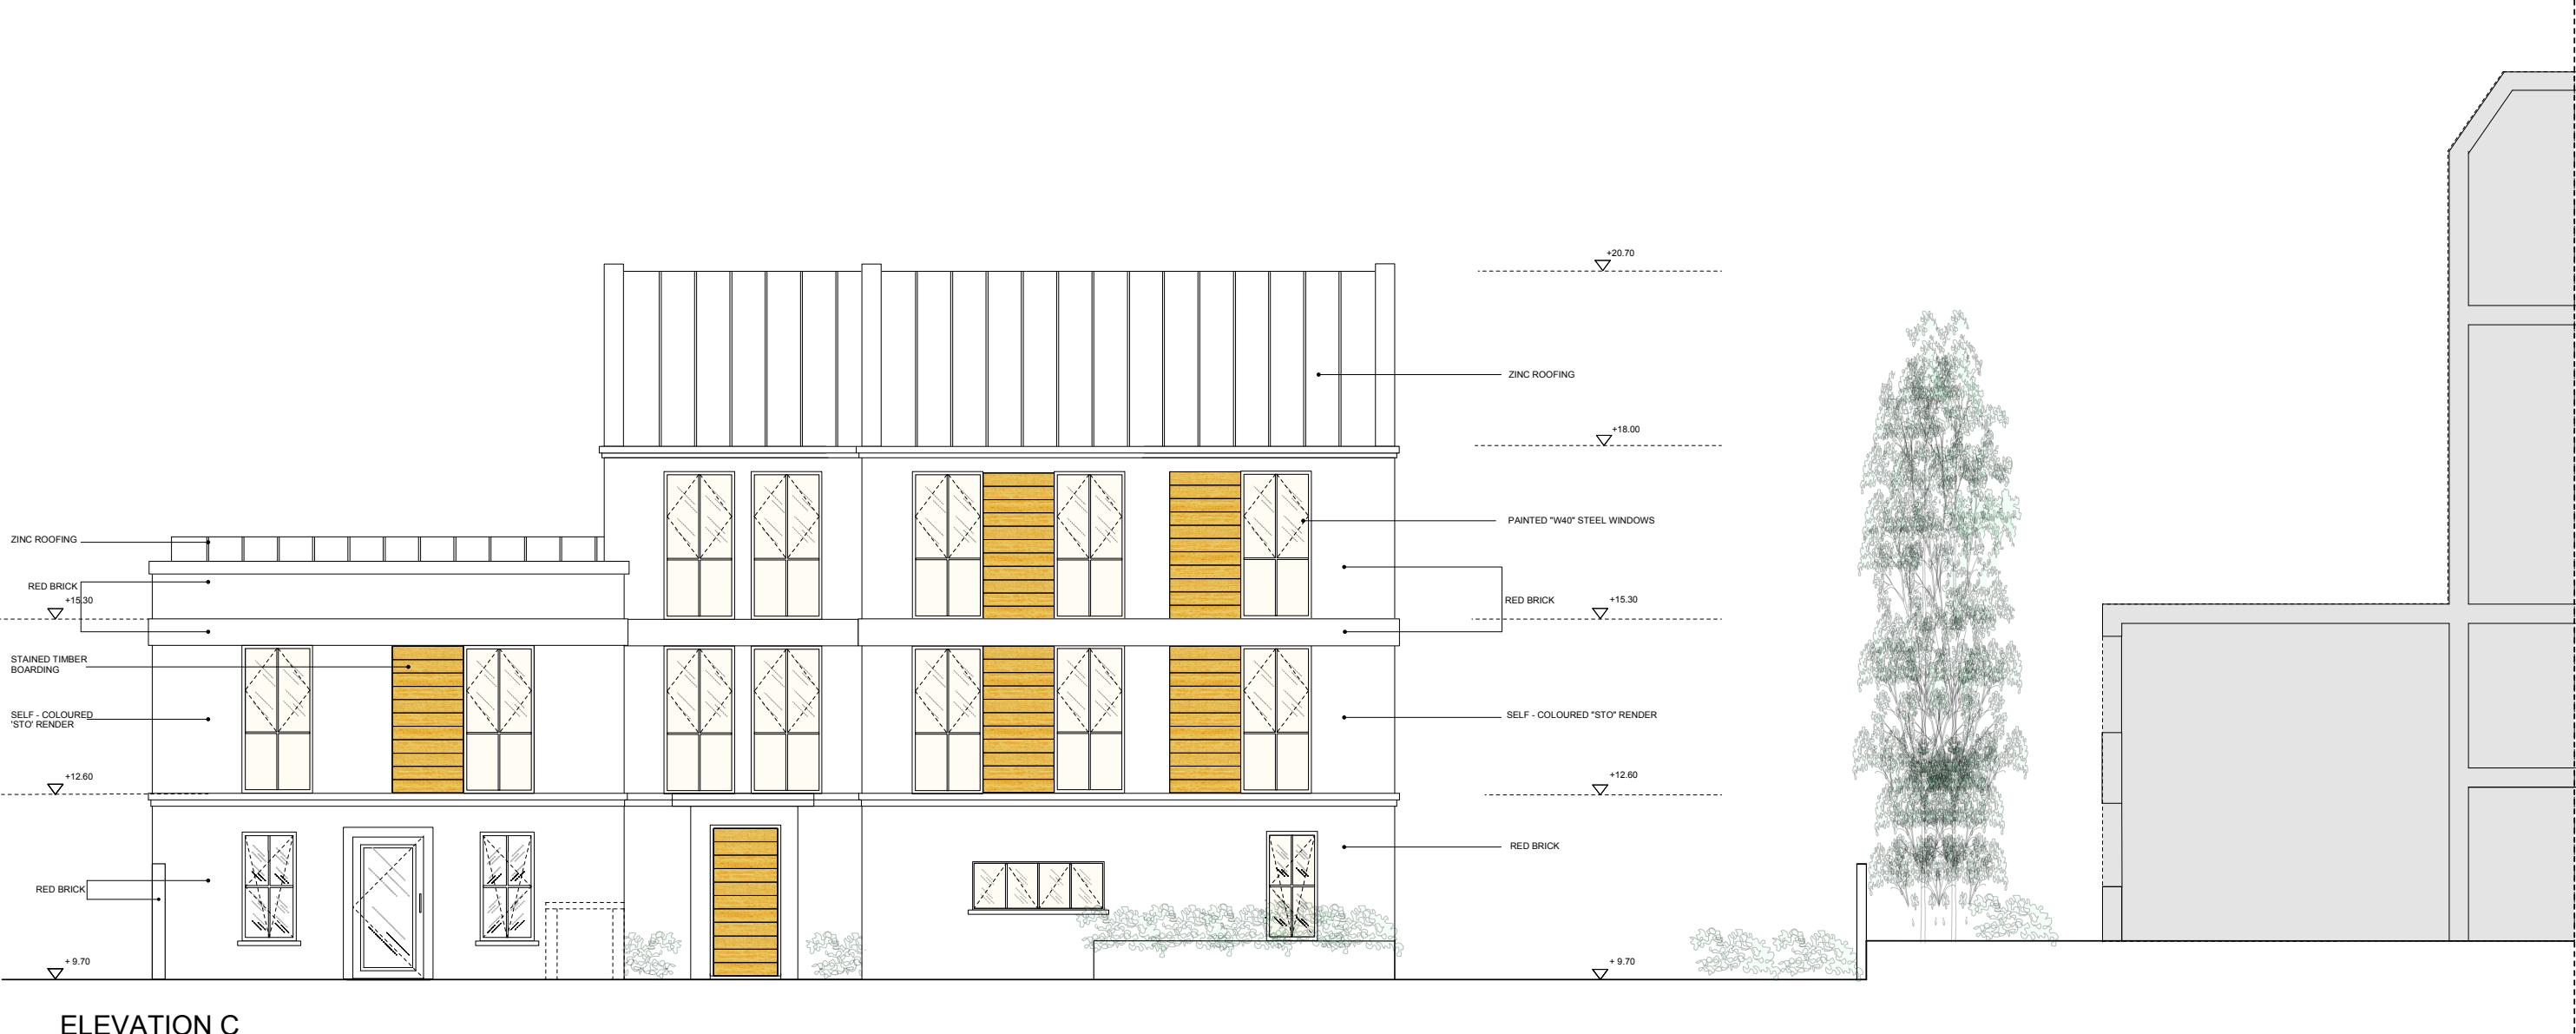 +20.70
ZINC ROOFING
+18.00
PAINTED "W40" STEEL WINDOWS
ZINC ROOFING
RED BRICK
+15.30
RED BRICK
+15.30
STAINED TIMBER
BOARDING
SELF - COLOURED
'STO' RENDER
SELF - COLOURED "STO" RENDER
+12.60
+12.60
RED BRICK
RED BRICK
+ 9.70
+ 9.70
ELEVATION C